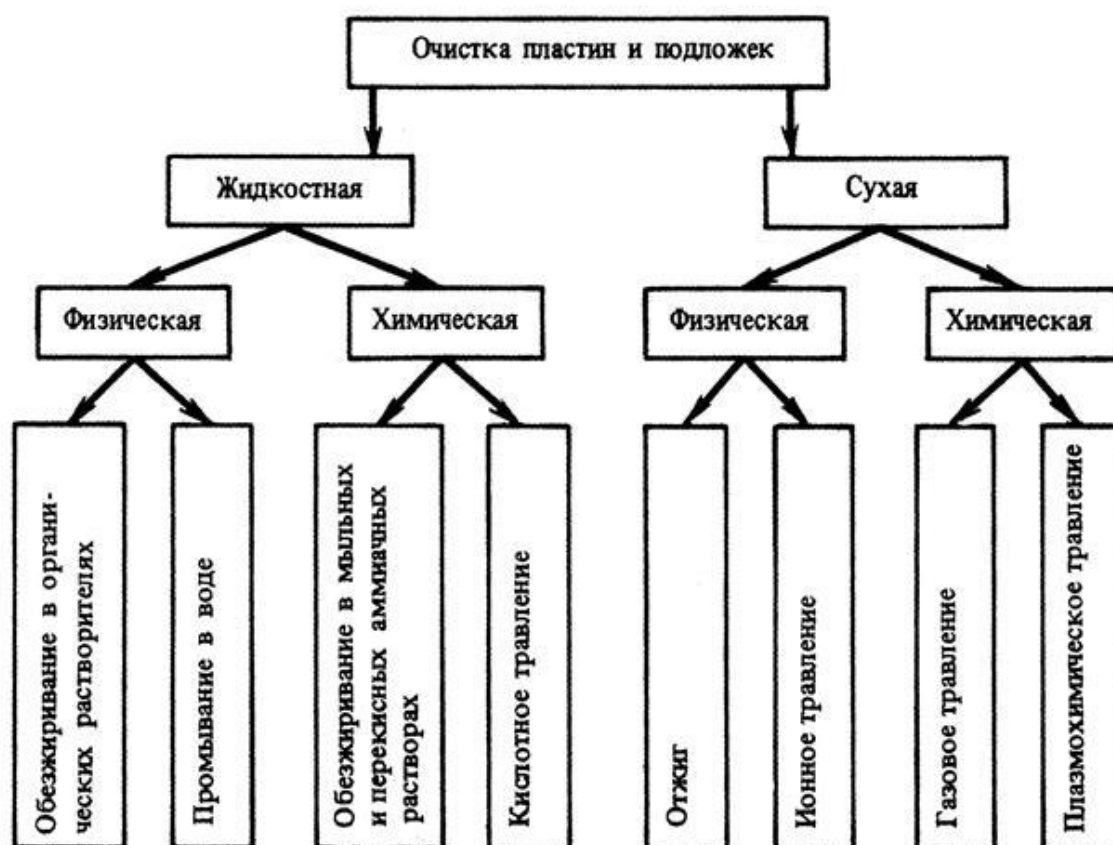 Очистка пластин и подложек
Жидкостная
Сухая
Физическая
Химическая
Физическая
Химическая
Обезжиривание в органи-
ческих растворителях
Промывание в воде
Обезжиривание в мыльных
и перекисных аммиачных
растворах
Кислотное травление
Отжиг
Ионное травление
Газовое травление
Плазмохимическое травление